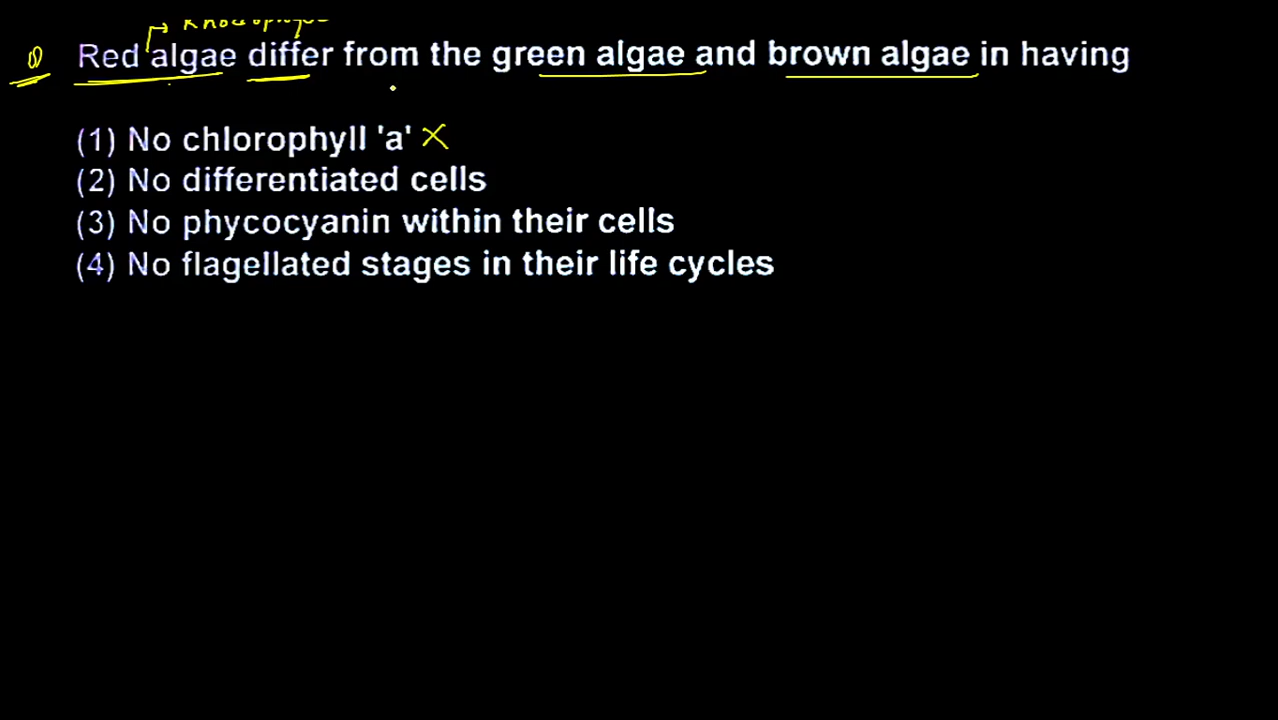 Red algae differ from the green algae and brown algae in having
(1) No chlorophyll 'a' ×
(2) No differentiated cells
(3) No phycocyanin within their cells
(4) No flagellated stages in their life cycles